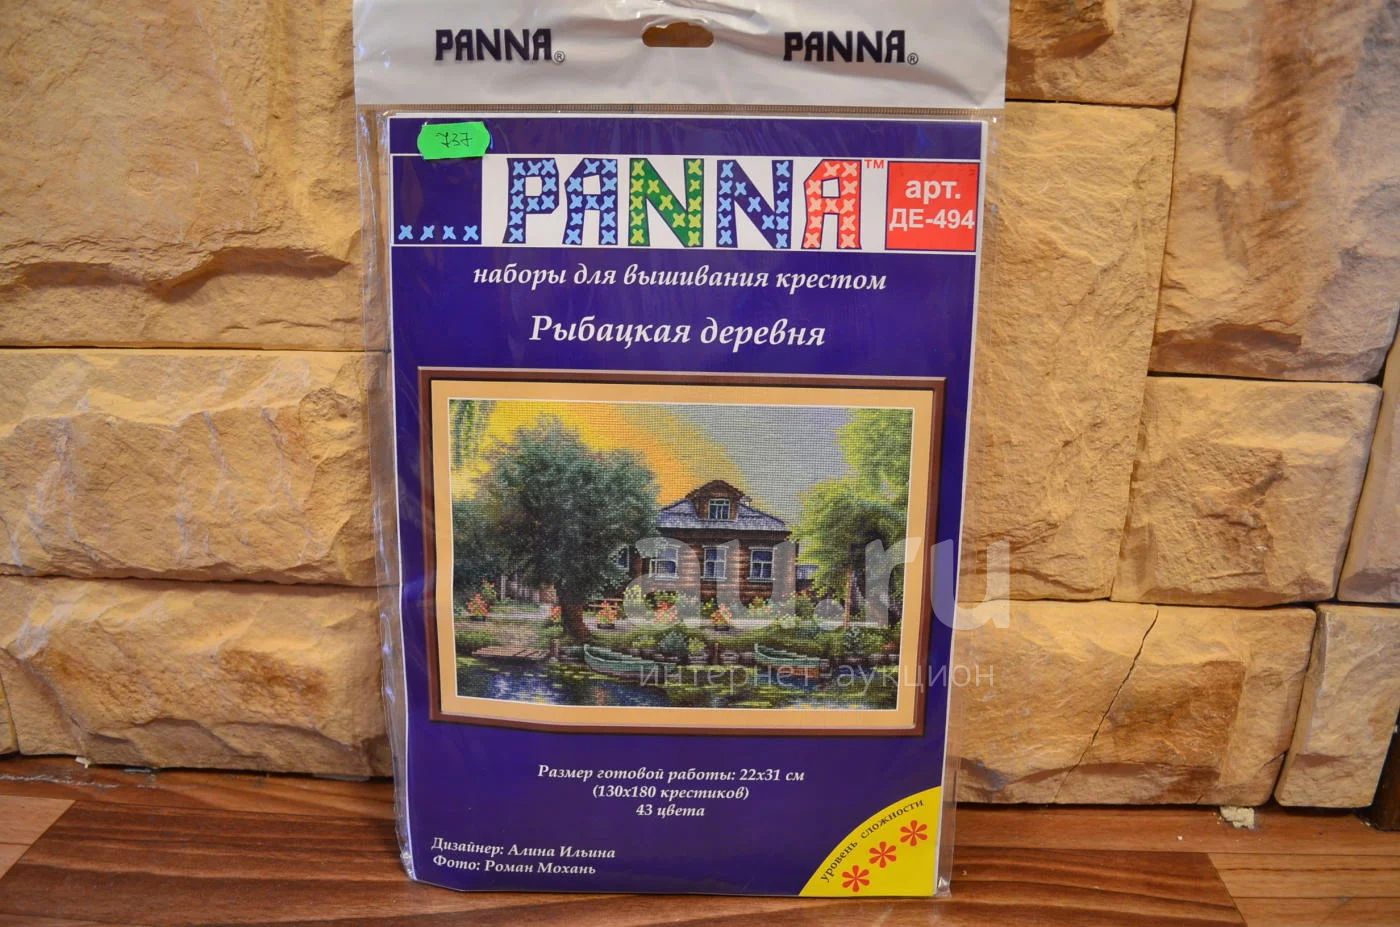 PANNA® PANNA®
737
PANNA™
арт.
ДЕ-494
наборы для вышивания крестом
Рыбацкая деревня
au.ru
интернет-аукцион
Размер готовой работы: 22х31 см
(130х180 крестиков)
43 цвета
Дизайнер: Алина Ильина
Фото: Роман Мохань
уровень сложности